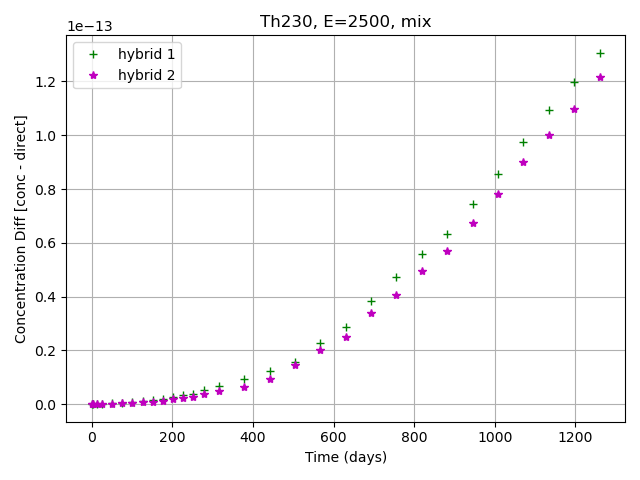 Th230, E=2500, mix
1e−13
hybrid 1
hybrid 2
Concentration Diff [conc - direct]
1.2
1.0
0.8
0.6
0.4
0.2
0.0
0
200
400
600
800
1000
1200
Time (days)